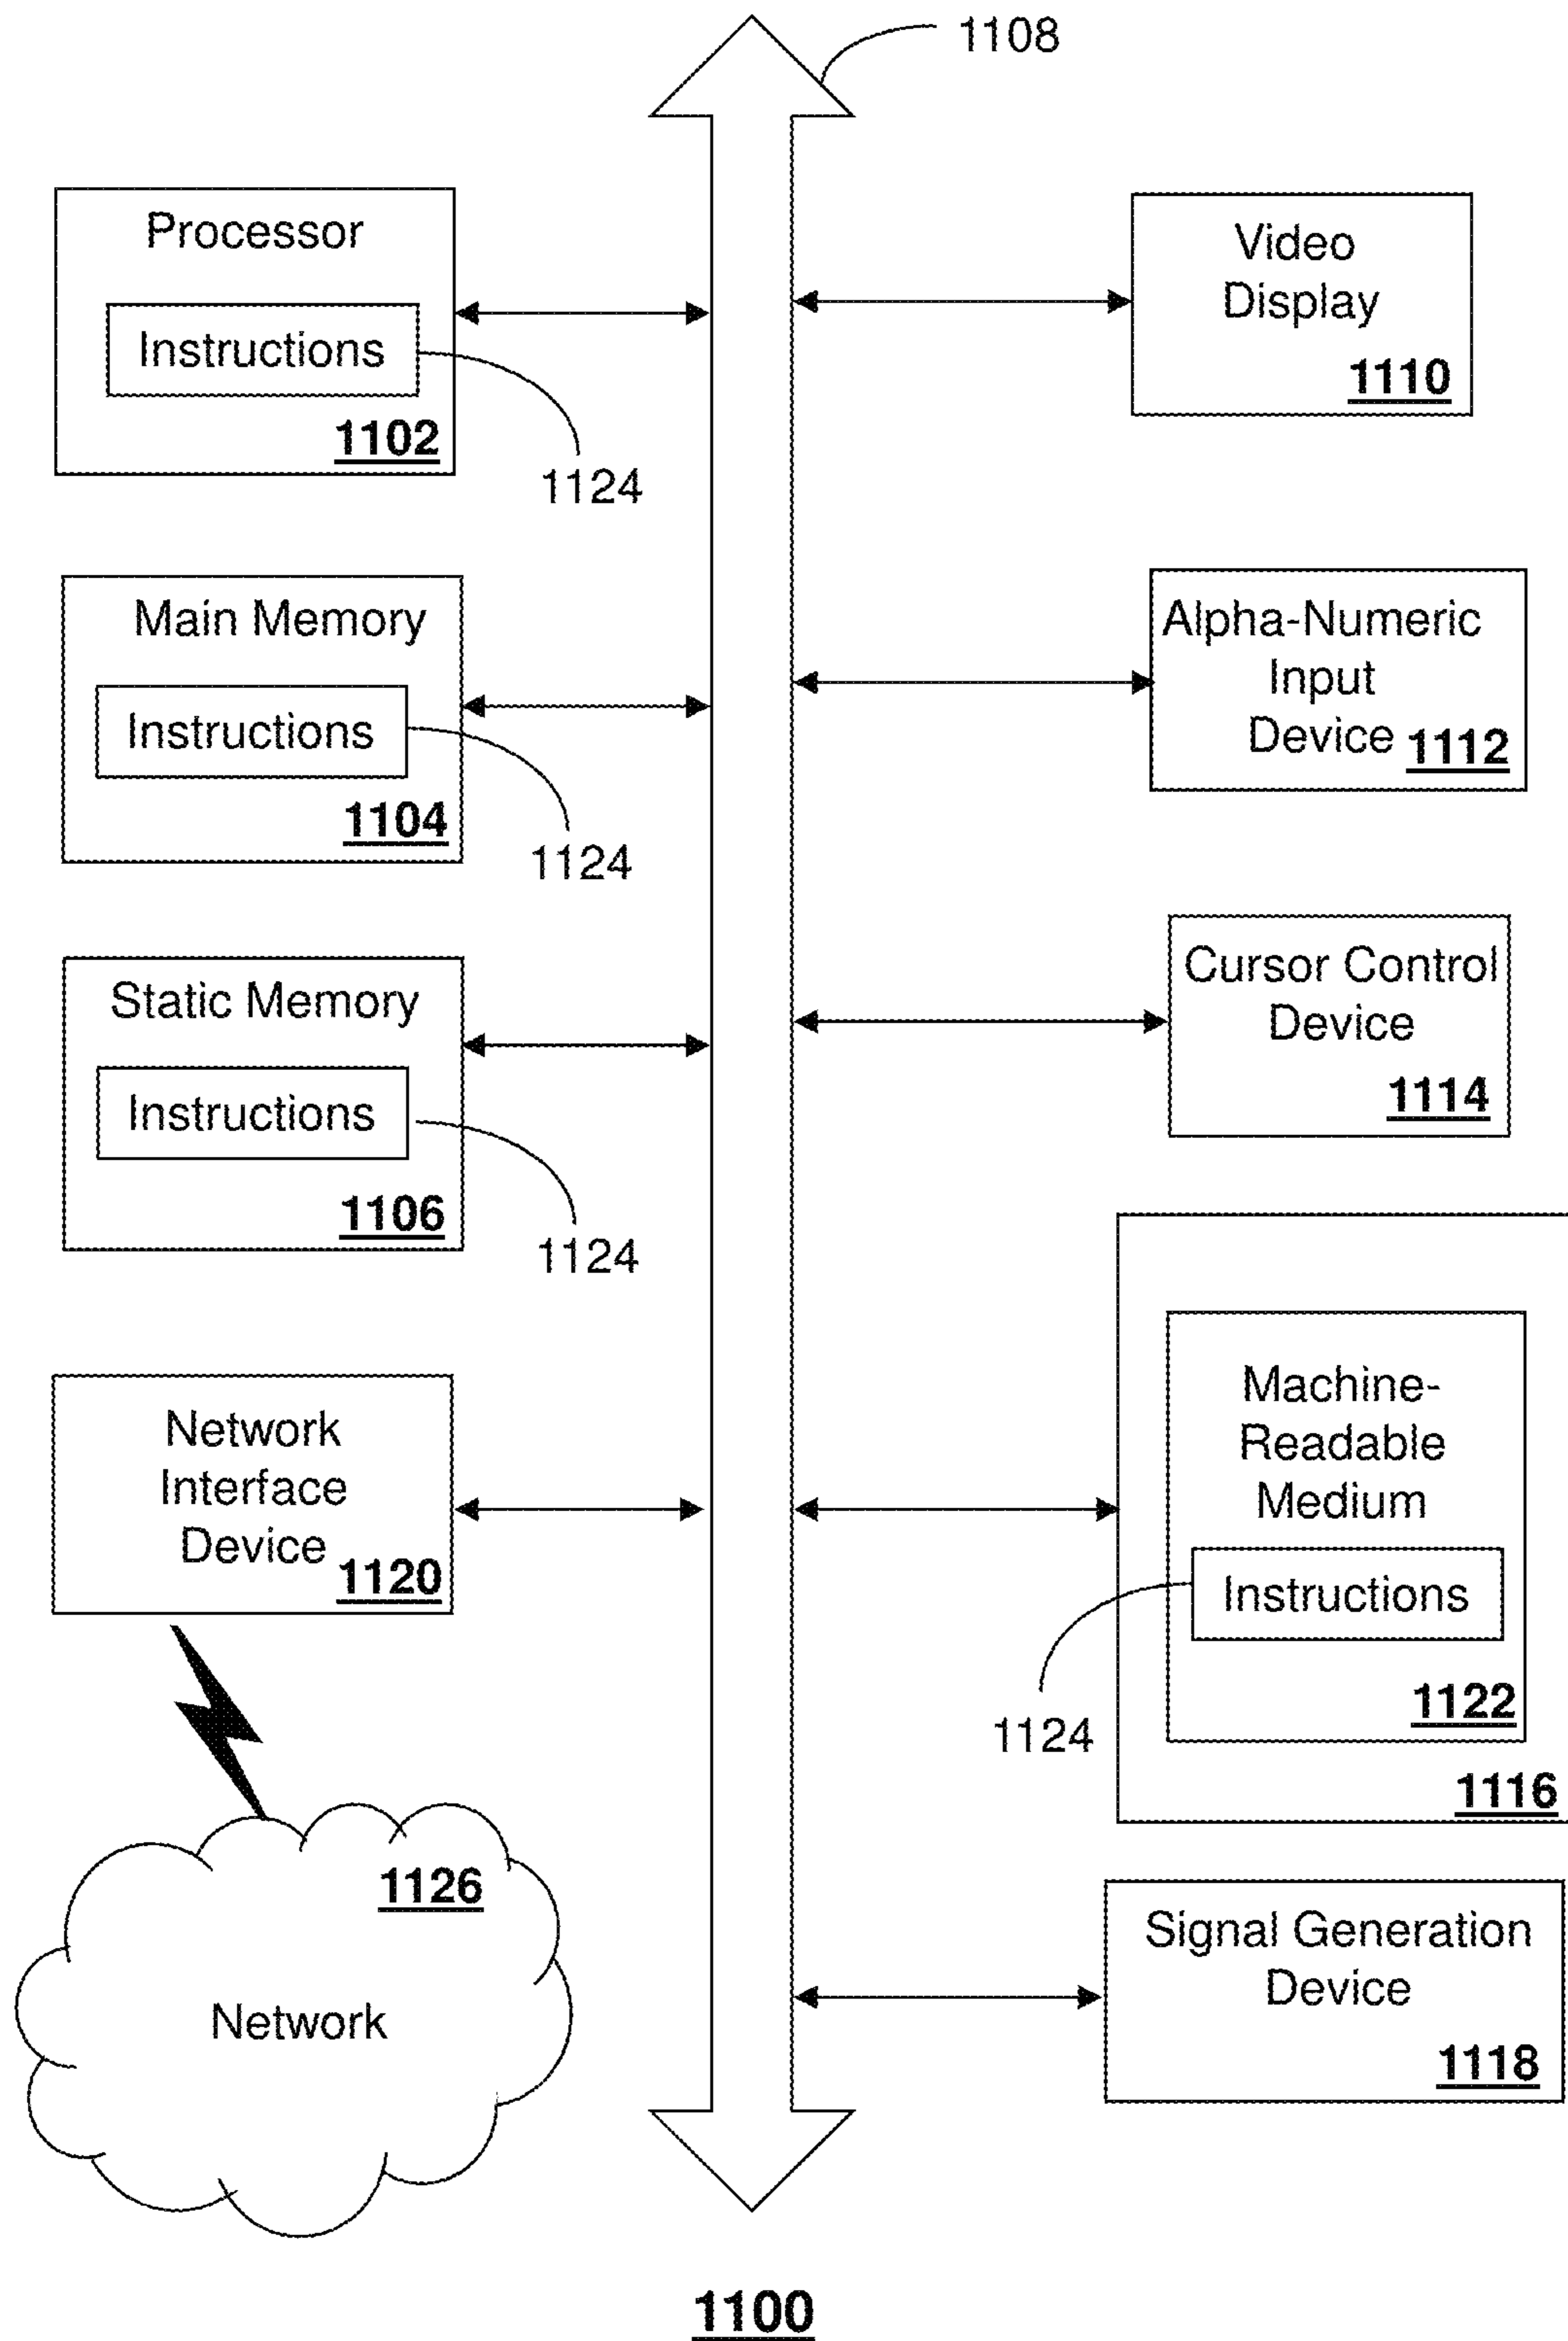 1108
Processor
Instructions
1102
1124
Main Memory
Instructions
1104
1124
Static Memory
Instructions
1106
1124
Network
Interface
Device
1120
1126
Network
Video
Display
1110
Alpha-Numeric
Input
Device
1112
Cursor Control
Device
1114
Machine-
Readable
Medium
Instructions
1122
1124
1116
Signal Generation
Device
1118
1100